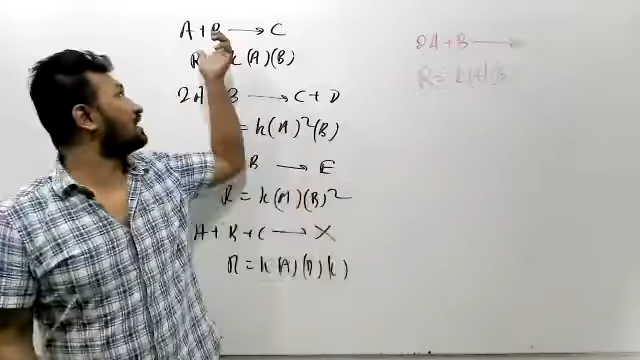 A + B → C
R = k (A) (B)
2A B → C + D
= k (A)²(B)
B → E
R = k (A) (B)²
A + B + C → X
R = k (A) (B)
2A + B →
R =